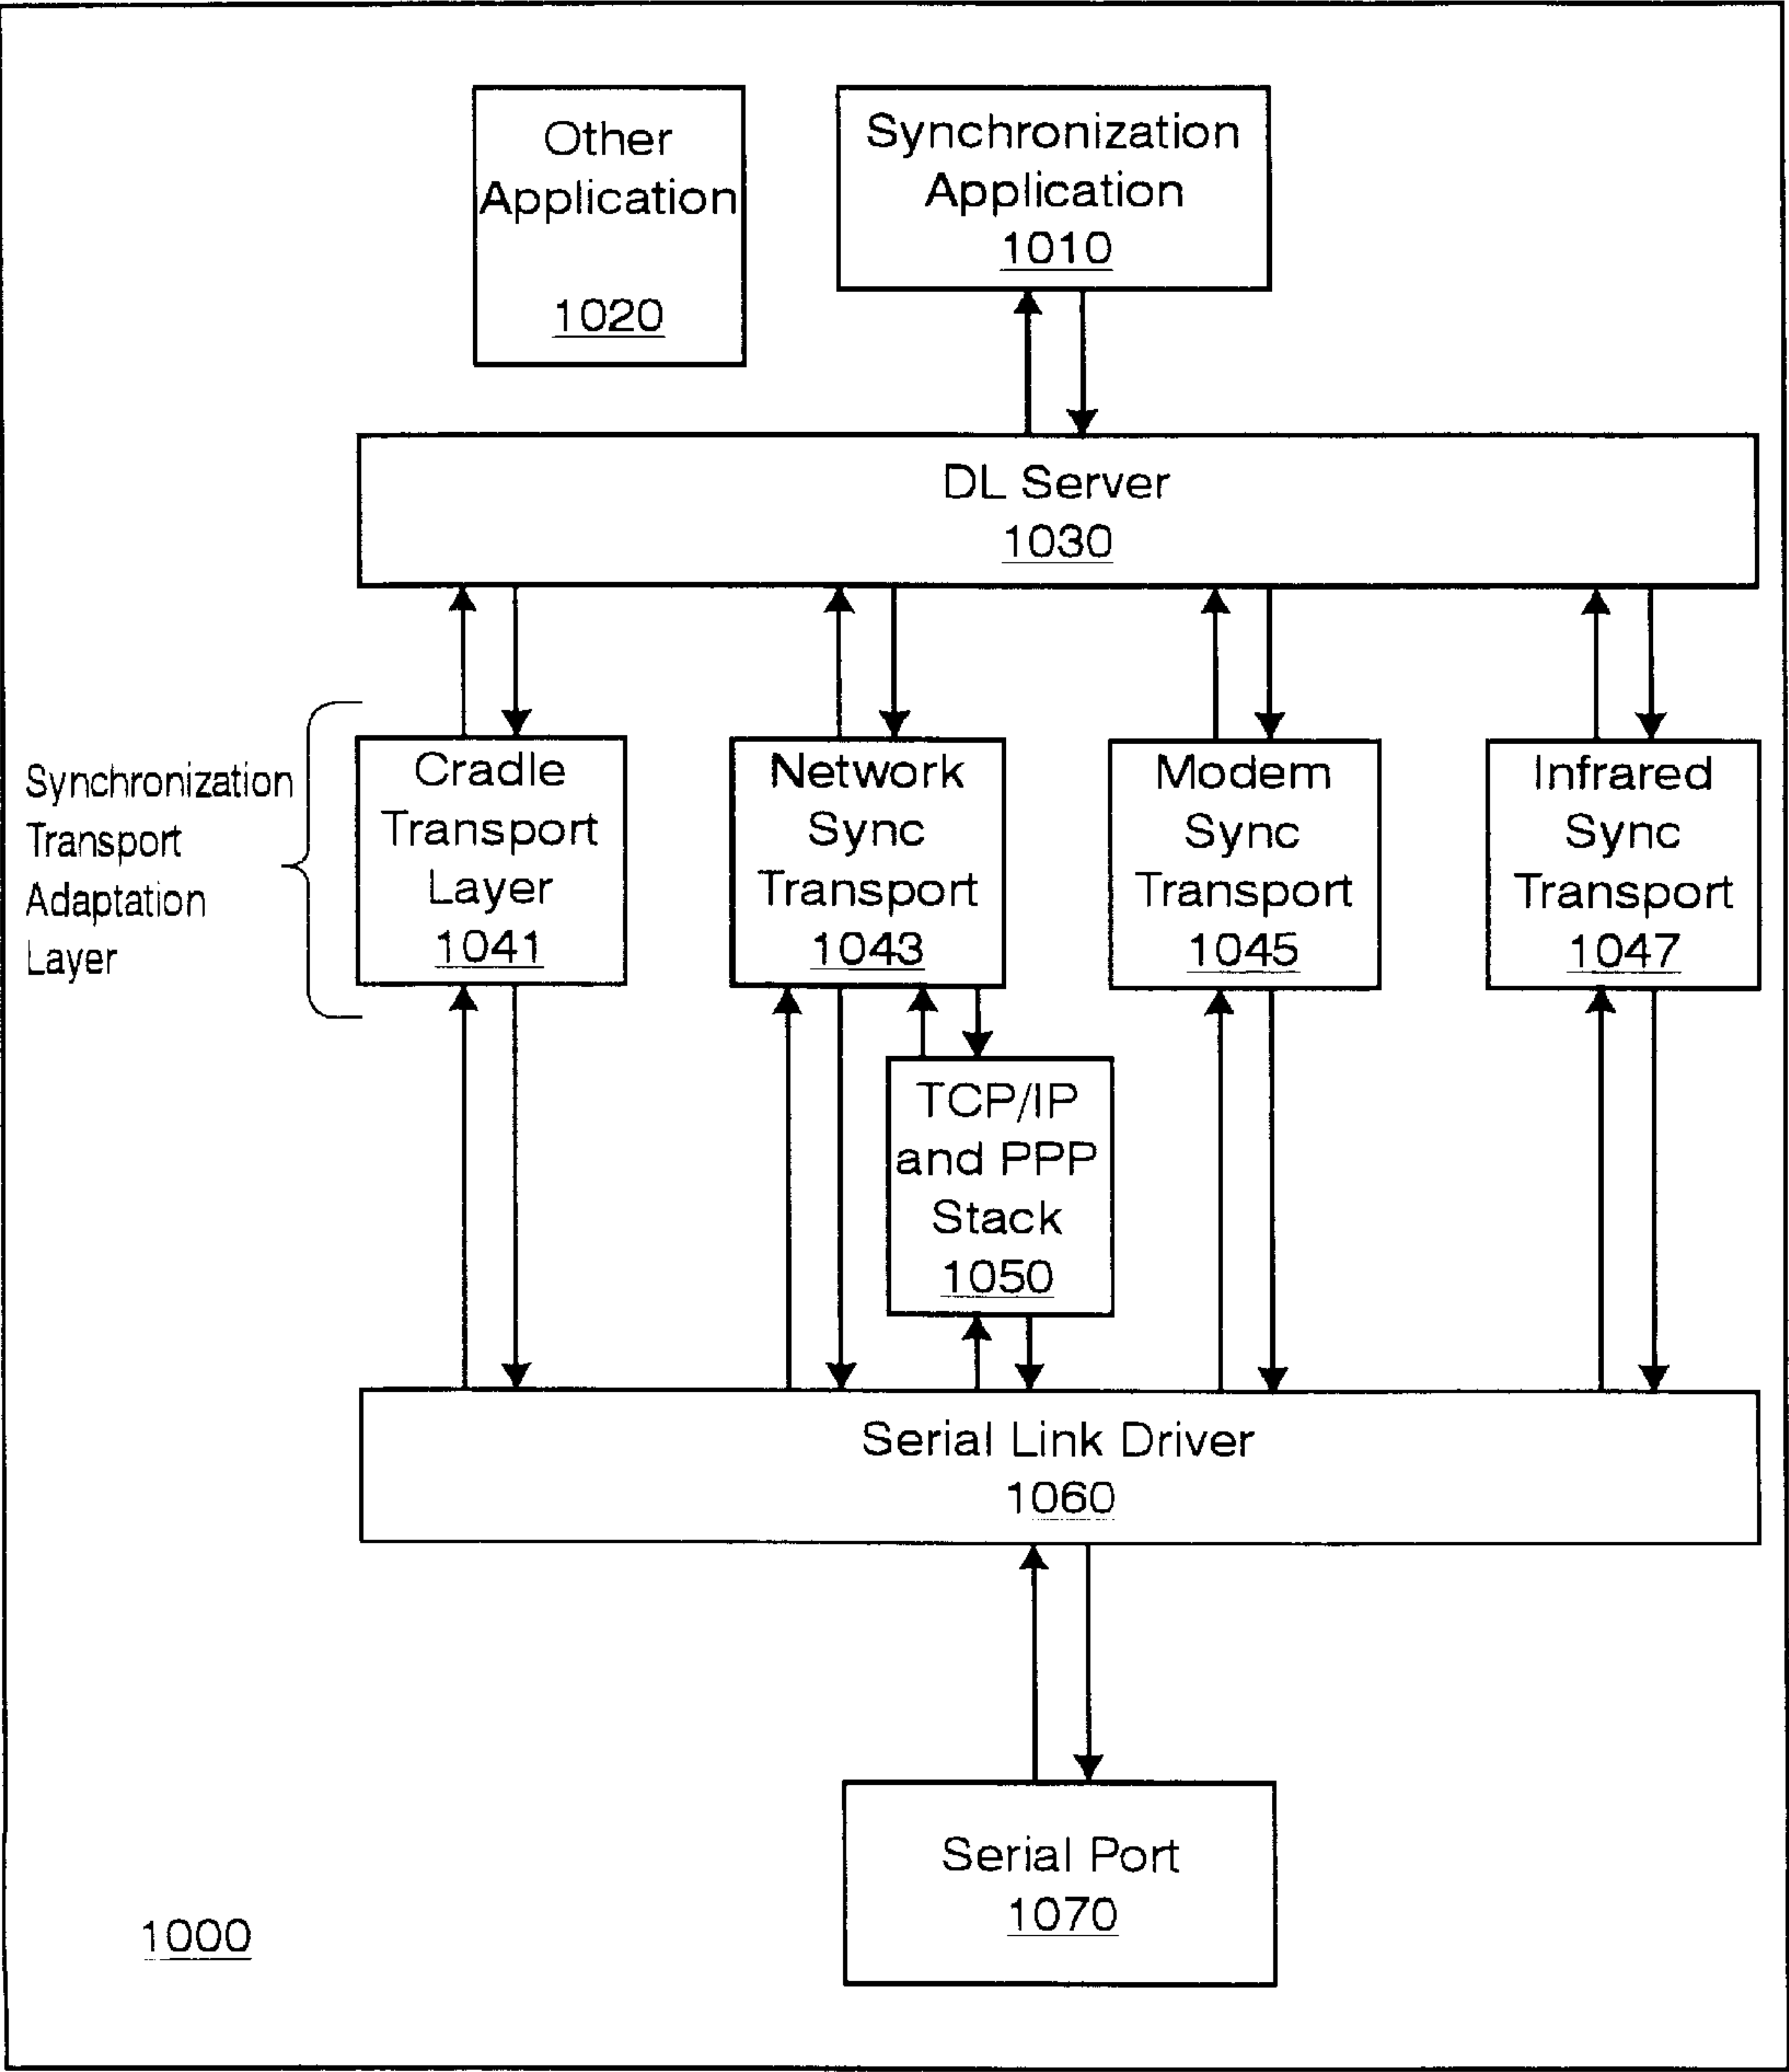 Other
Application
1020
Synchronization
Application
1010
DL Server
1030
Synchronization
Transport
Adaptation
Layer
Cradle
Transport
Layer
1041
Network
Sync
Transport
1043
Modem
Sync
Transport
1045
Infrared
Sync
Transport
1047
TCP/IP
and PPP
Stack
1050
Serial Link Driver
1060
Serial Port
1070
1000